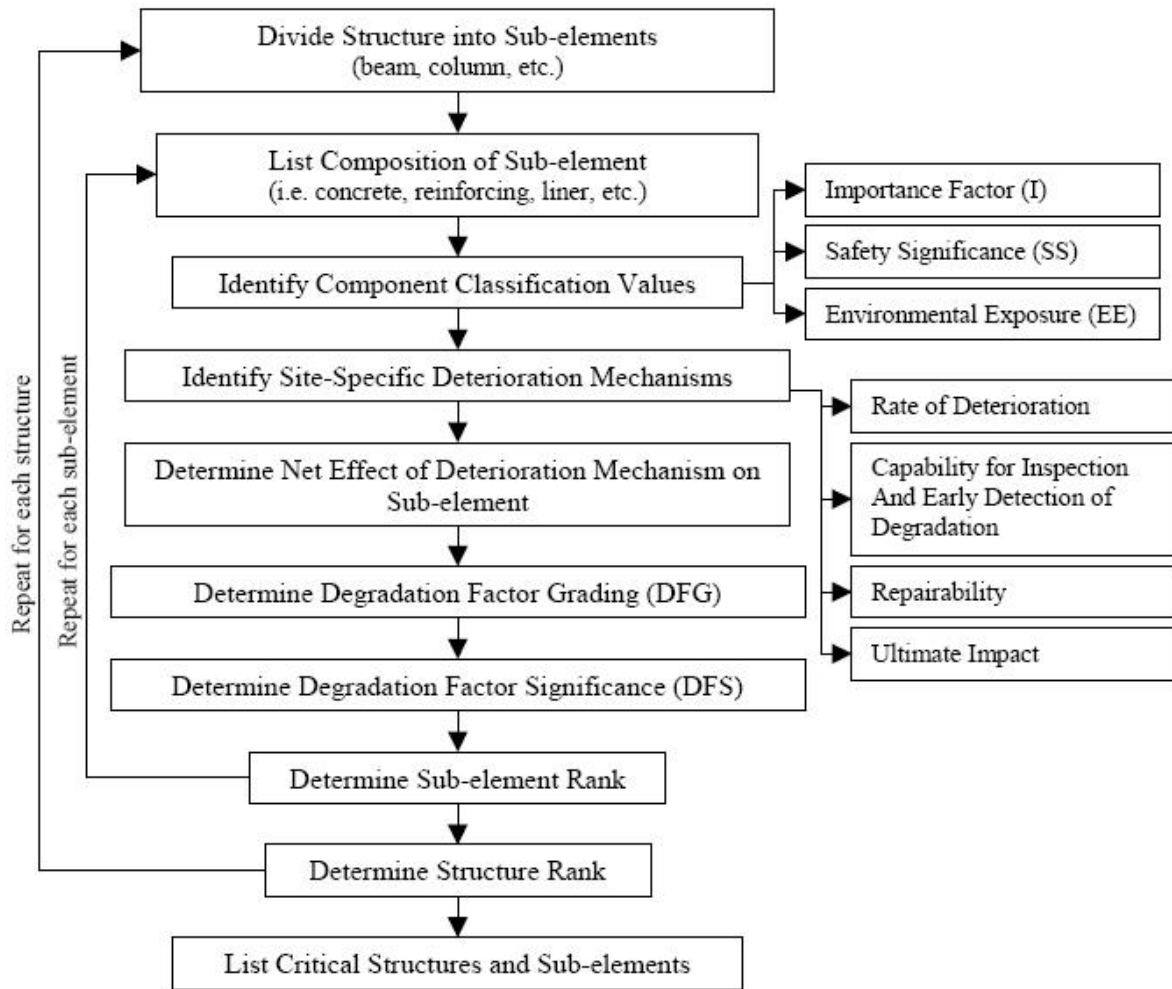 Divide Structure into Sub-elements
(beam, column, etc.)
List Composition of Sub-element
(i.e. concrete, reinforcing, liner, etc.)
Importance Factor (I)
Safety Significance (SS)
Identify Component Classification Values
Environmental Exposure (EE)
Identify Site-Specific Deterioration Mechanisms
Rate of Deterioration
Determine Net Effect of Deterioration Mechanism on
Sub-element
Capability for Inspection
And Early Detection of
Degradation
Determine Degradation Factor Grading (DFG)
Repairability
Ultimate Impact
Determine Degradation Factor Significance (DFS)
Determine Sub-element Rank
Determine Structure Rank
List Critical Structures and Sub-elements
Repeat for each structure
Repeat for each sub-element